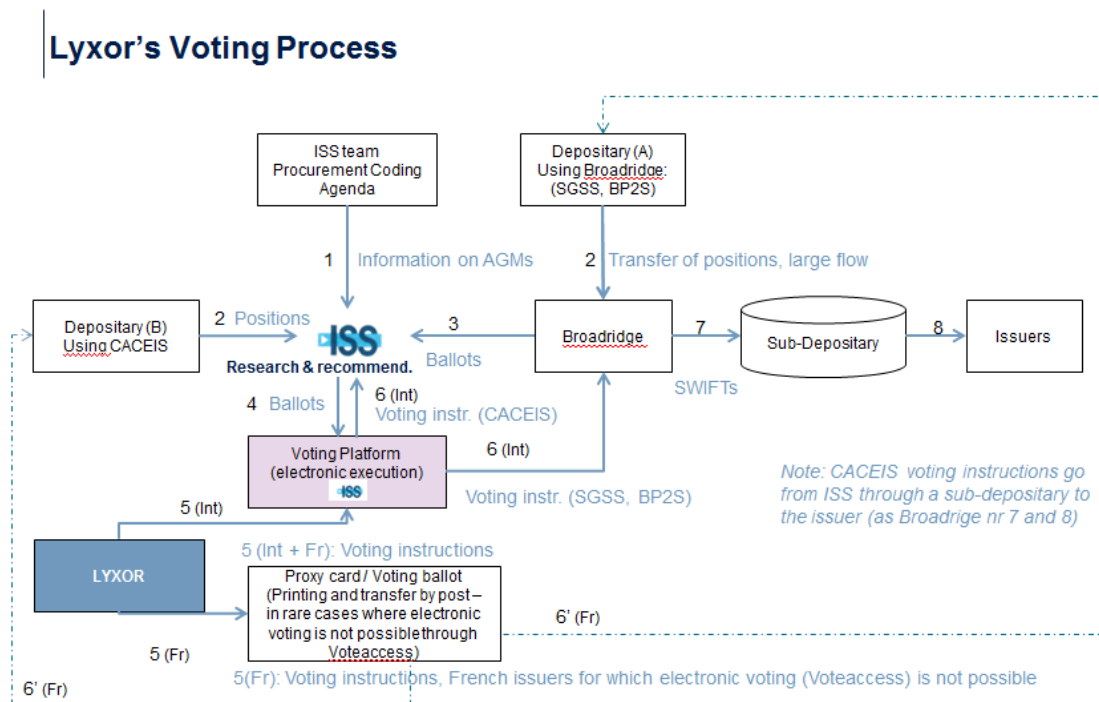 Lyxor's Voting Process
ISS team
Procurement Coding
Agenda
Depositary (A)
Using Broadridge:
(SGSS, BP2S)
1 Information on AGMs
2 Transfer of positions, large flow
Depositary (B)
Using CACEIS
2 Positions
ISS
Research & recommend.
3
Ballots
Broadridge
7
SWIFTs
Sub-Depositary
8
Issuers
4 Ballots
6 (Int)
Voting instr. (CACEIS)
Voting Platform
(electronic execution)
ISS
6 (Int)
Voting instr. (SGSS, BP2S)
Note: CACEIS voting instructions go
from ISS through a sub-depositary to
the issuer (as Broadrige nr 7 and 8)
5 (Int)
LYXOR
5 (Int + Fr): Voting instructions
Proxy card / Voting ballot
(Printing and transfer by post –
in rare cases where electronic
voting is not possible through
Voteaccess)
6' (Fr)
5 (Fr)
5(Fr): Voting instructions, French issuers for which electronic voting (Voteaccess) is not possible
6' (Fr)